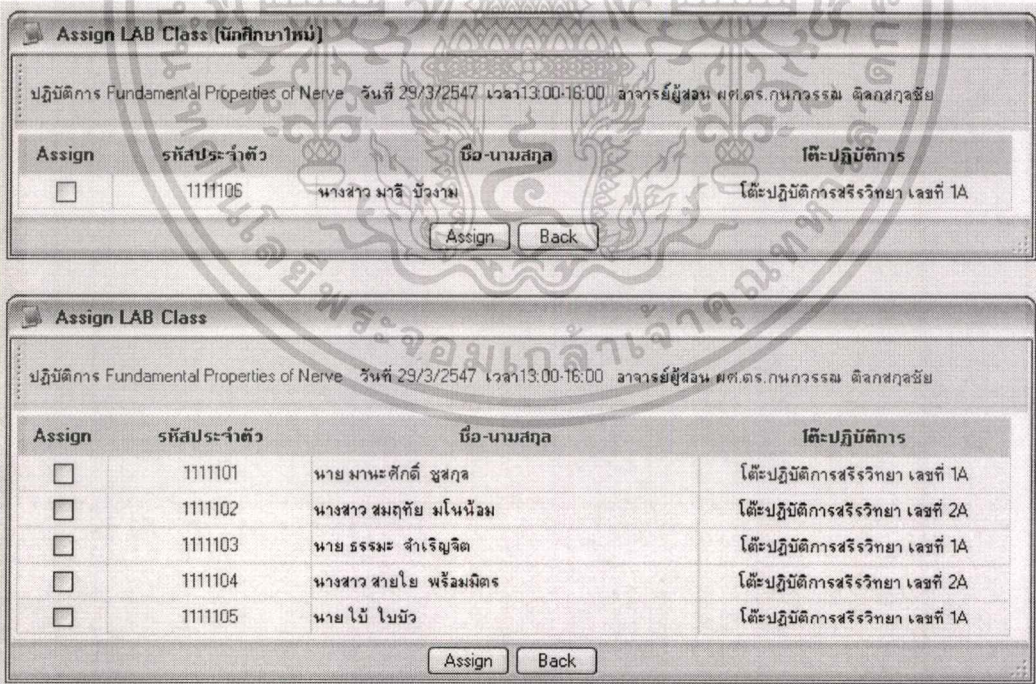 Assign LAB Class (นักศึกษาใหม่)
ปฏิบัติการ Fundamental Properties of Nerve วันที่ 29/3/2547 เวลา13:00-16:00 อาจารย์ผู้สอน ผศ.ดร.กนกวรรณ ติลกสกุลชัย
Assign รหัสประจำตัว ชื่อ-นามสกุล โต๊ะปฏิบัติการ
1111106 นางสาว มาลี บัวงาม โต๊ะปฏิบัติการสรีรวิทยา เลขที่ 1A
Assign Back
Assign LAB Class
ปฏิบัติการ Fundamental Properties of Nerve วันที่ 29/3/2547 เวลา13:00-16:00 อาจารย์ผู้สอน ผศ.ดร.กนกวรรณ ติลกสกุลชัย
Assign รหัสประจำตัว ชื่อ-นามสกุล โต๊ะปฏิบัติการ
1111101 นาย มานะศักดิ์ ชูสกุล โต๊ะปฏิบัติการสรีรวิทยา เลขที่ 1A
1111102 นางสาว สมฤทัย มโนน้อม โต๊ะปฏิบัติการสรีรวิทยา เลขที่ 2A
1111103 นาย ธรรมะ จำเริญจิต โต๊ะปฏิบัติการสรีรวิทยา เลขที่ 1A
1111104 นางสาว สายใย พร้อมมิตร โต๊ะปฏิบัติการสรีรวิทยา เลขที่ 2A
1111105 นาย ใบ้ ใบบัว โต๊ะปฏิบัติการสรีรวิทยา เลขที่ 1A
Assign Back